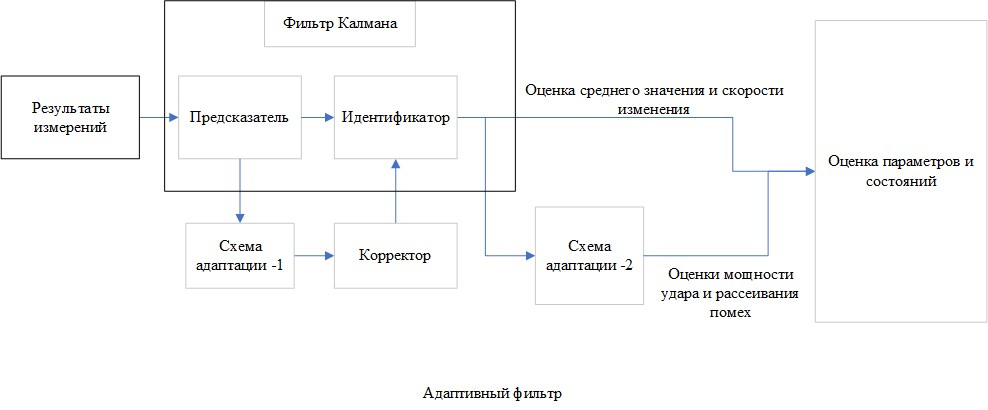 Фильтр Калмана
Результаты
измерений
Предсказатель
Идентификатор
Оценка среднего значения и скорости
изменения
Оценка параметров и
состояний
Схема
адаптации -1
Корректор
Схема
адаптации -2
Оценки мощности
удара и рассеивания
помех
Адаптивный фильтр